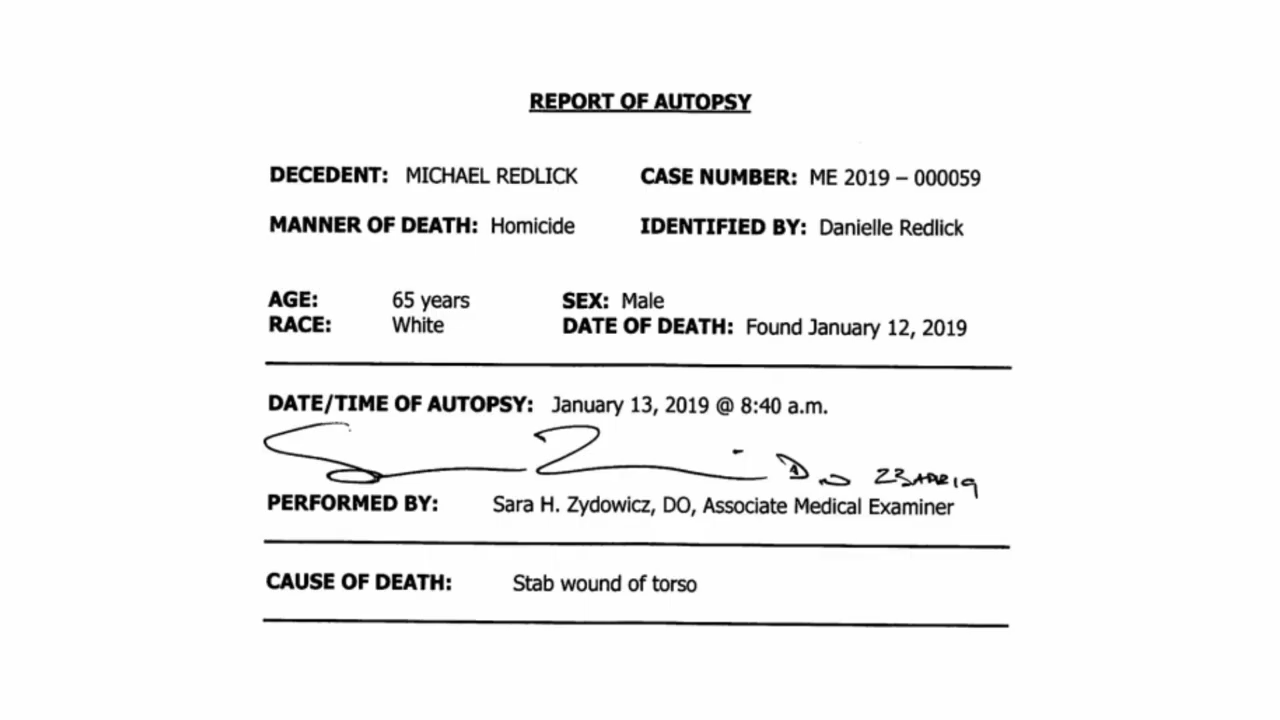 REPORT OF AUTOPSY
DECEDENT: MICHAEL REDLICK CASE NUMBER: ME 2019 – 000059
MANNER OF DEATH: Homicide IDENTIFIED BY: Danielle Redlick
AGE: 65 years SEX: Male
RACE: White DATE OF DEATH: Found January 12, 2019
DATE/TIME OF AUTOPSY: January 13, 2019 @ 8:40 a.m.
DO 23APR19
PERFORMED BY: Sara H. Zydowicz, DO, Associate Medical Examiner
CAUSE OF DEATH: Stab wound of torso